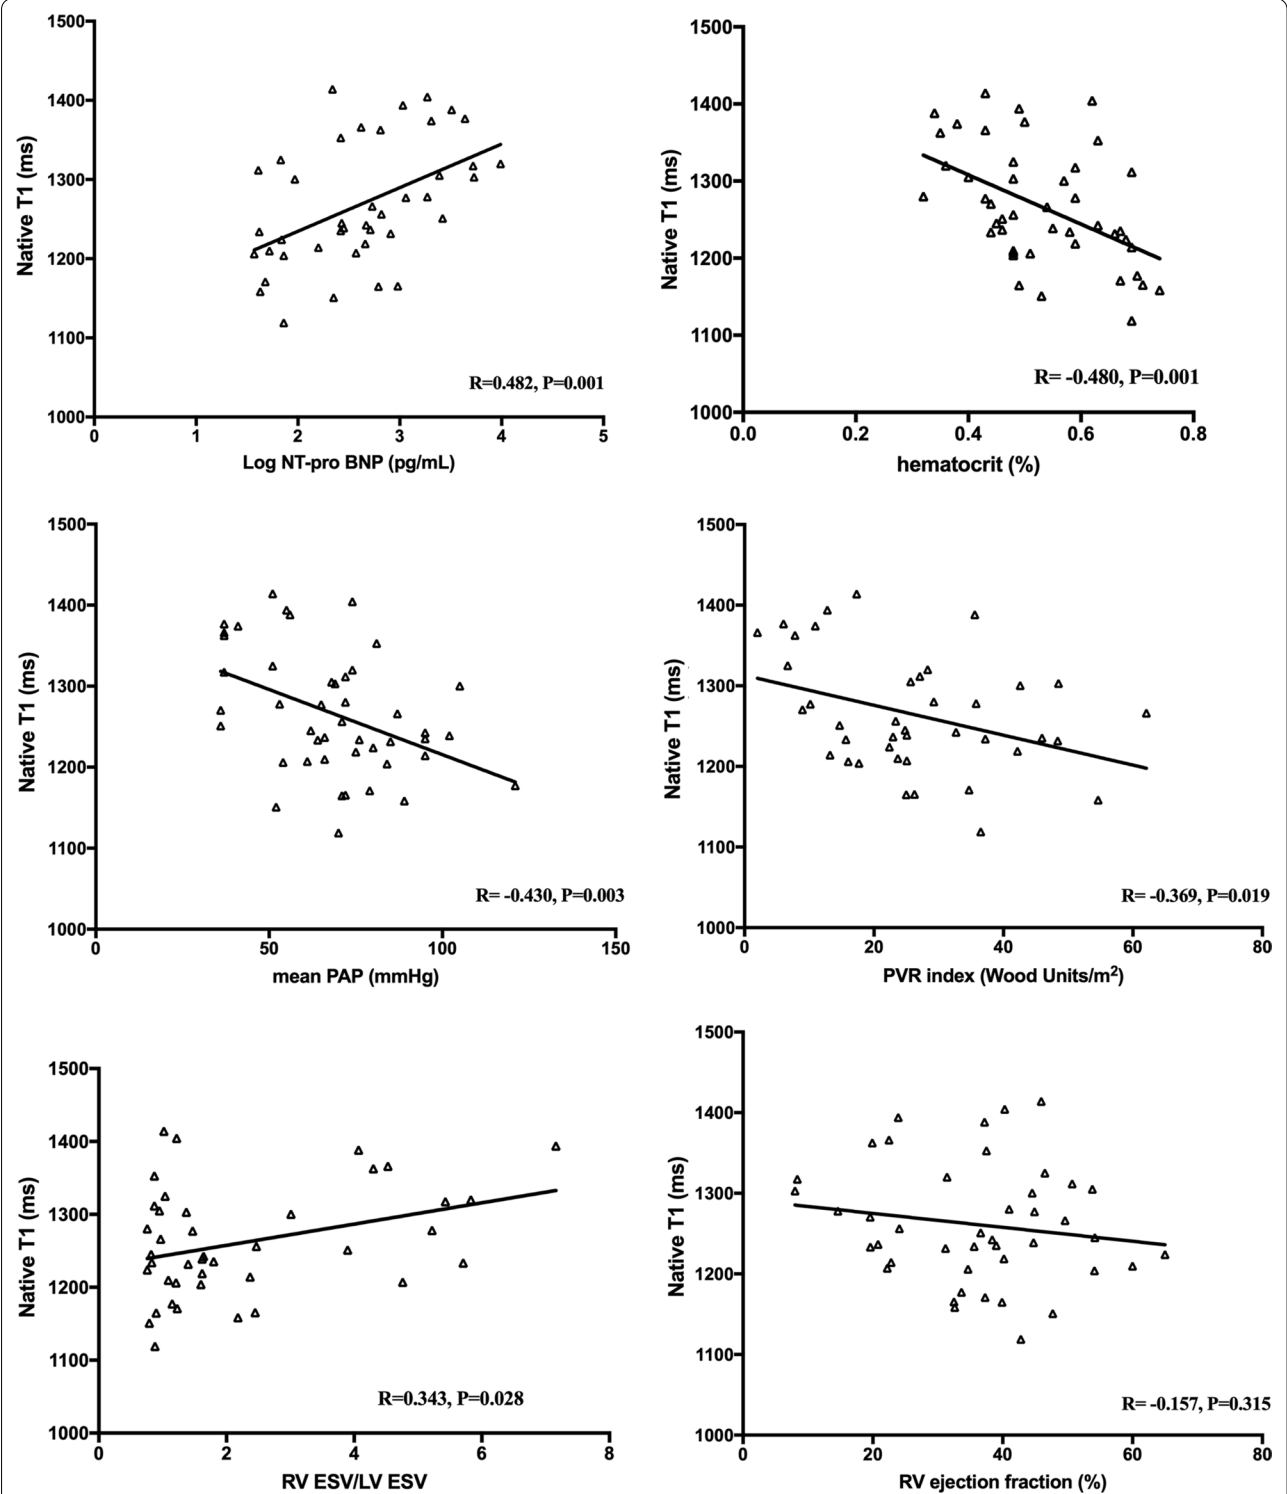 1500
1400
1300
1200
1100
1000
Native T1 (ms)
0 1 2 3 4 5
Log NT-pro BNP (pg/mL)
R=0.482, P=0.001
1500
1400
1300
1200
1100
1000
Native T1 (ms)
0.0 0.2 0.4 0.6 0.8
hematocrit (%)
R= -0.480, P=0.001
1500
1400
1300
1200
1100
1000
Native T1 (ms)
0 50 100 150
mean PAP (mmHg)
R= -0.430, P=0.003
1500
1400
1300
1200
1100
1000
Native T1 (ms)
0 20 40 60 80
PVR index (Wood Units/m²)
R= -0.369, P=0.019
1500
1400
1300
1200
1100
1000
Native T1 (ms)
0 2 4 6 8
RV ESV/LV ESV
R=0.343, P=0.028
1500
1400
1300
1200
1100
1000
Native T1 (ms)
0 20 40 60 80
RV ejection fraction (%)
R= -0.157, P=0.315